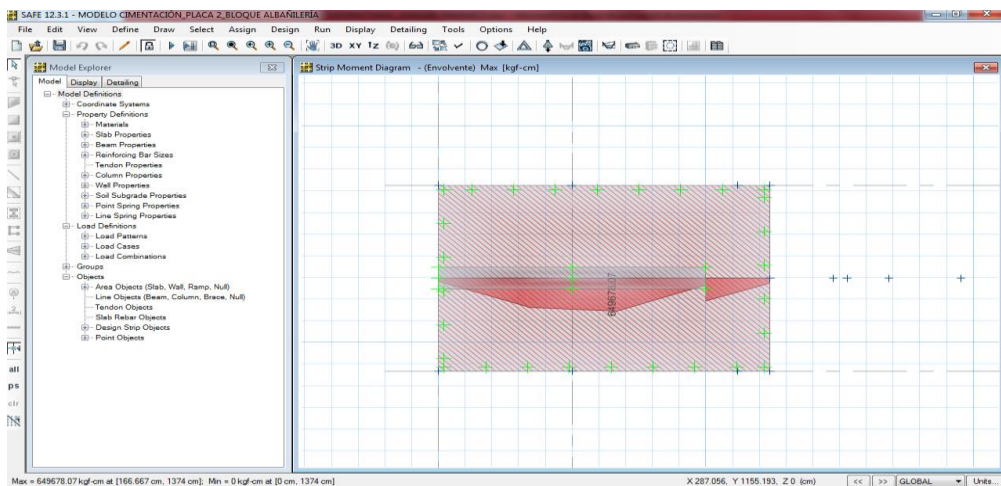 SAFE 12.3.1 - MODELO CIMENTACIÓN_PLACA 2_BLOQUE ALBAÑILERÍA
File Edit View Define Draw Select Assign Design Run Display Detailing Tools Options Help
3D XY
Model Explorer
Model Display Detailing
Model Definitions
Coordinate Systems
Property Definitions
Materials
Slab Properties
Beam Properties
Reinforcing Bar Sizes
Tendon Properties
Column Properties
Wall Properties
Soil Subgrade Properties
Point Spring Properties
Line Spring Properties
Load Definitions
Load Patterns
Load Cases
Load Combinations
Groups
Objects
Area Objects (Slab, Wall, Ramp, Null)
Line Objects (Beam, Column, Brace, Null)
Tendon Objects
Slab Rebar Objects
Design Strip Objects
Point Objects
all
ps
clr
Strip Moment Diagram - (Envolvente) Max [kgf-cm]
649678.07
Max = 649678.07 kgf-cm at [166.667 cm, 1374 cm]; Min = 0 kgf-cm at [0 cm, 1374 cm]
X 287.056, Y 1155.193, Z 0 (cm)
<< >> GLOBAL Units...